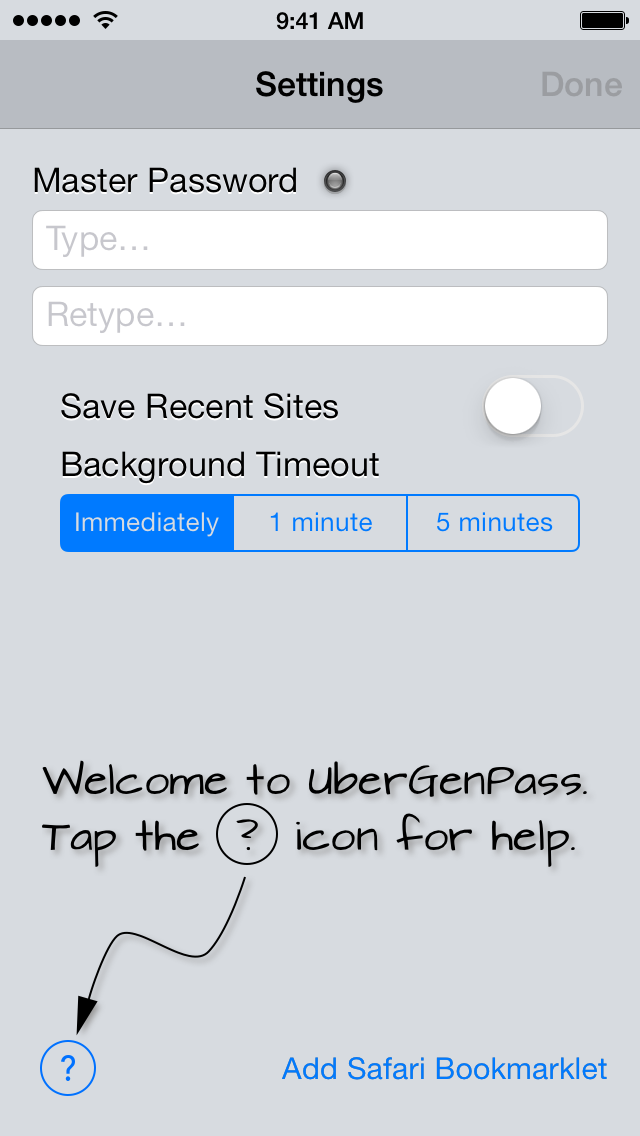 9:41 AM
Settings
Done
Master Password
Type…
Retype…
Save Recent Sites
Background Timeout
Immediately 1 minute 5 minutes
Welcome to UberGenPass.
Tap the ? icon for help.
? Add Safari Bookmarklet